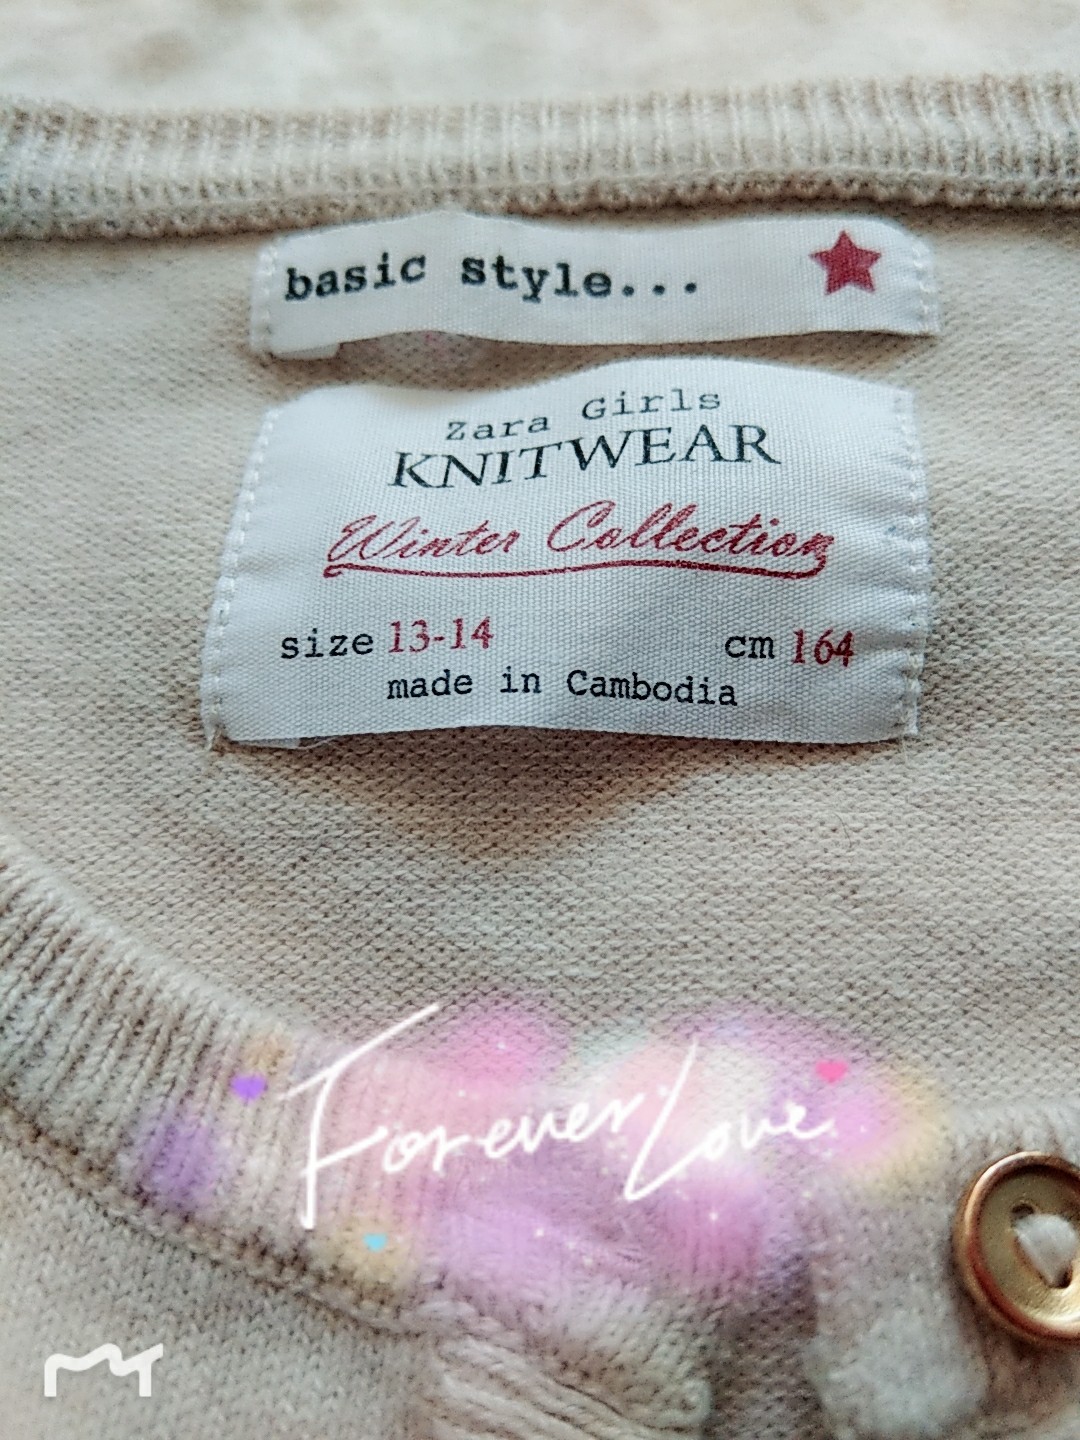 basic style...
Zara Girls
KNITWEAR
Winter Collection
size 13-14 cm 164
made in Cambodia
Forever Love